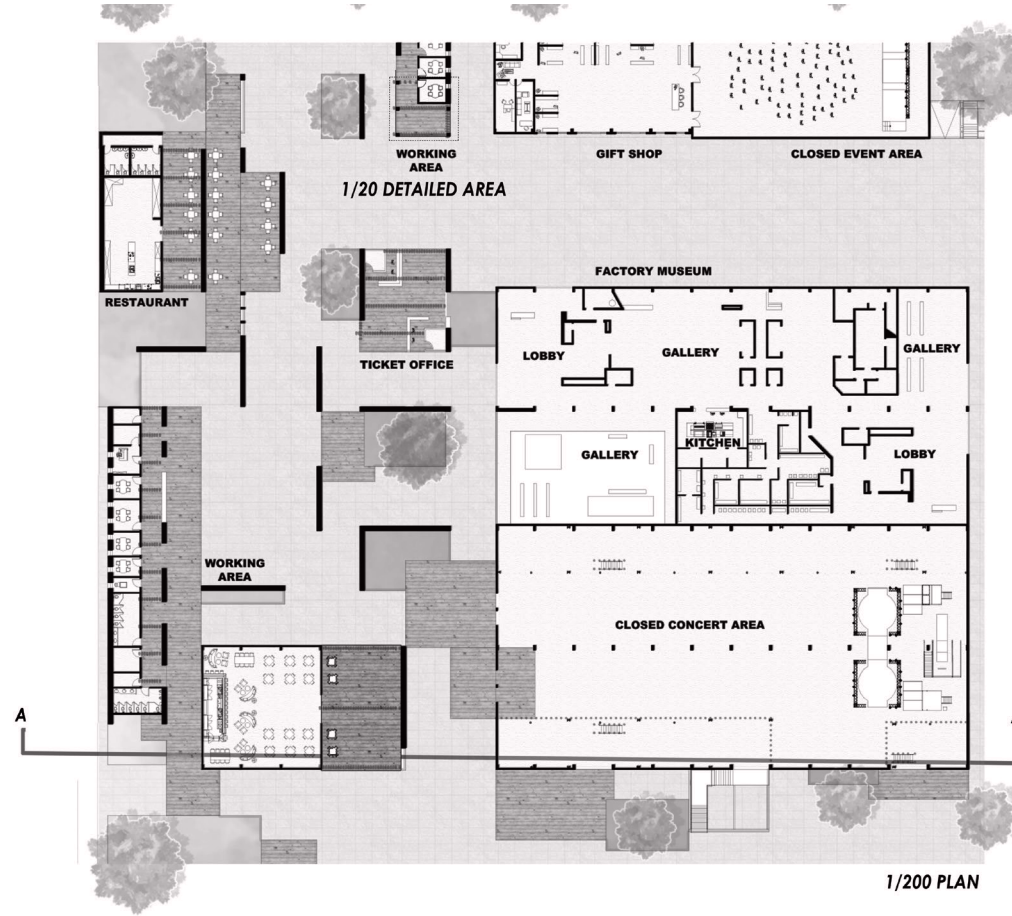 WORKING
AREA
GIFT SHOP
CLOSED EVENT AREA
1/20 DETAILED AREA
FACTORY MUSEUM
RESTAURANT
LOBBY
GALLERY
GALLERY
TICKET OFFICE
KITCHEN
GALLERY
LOBBY
WORKING
AREA
CLOSED CONCERT AREA
A
1/200 PLAN